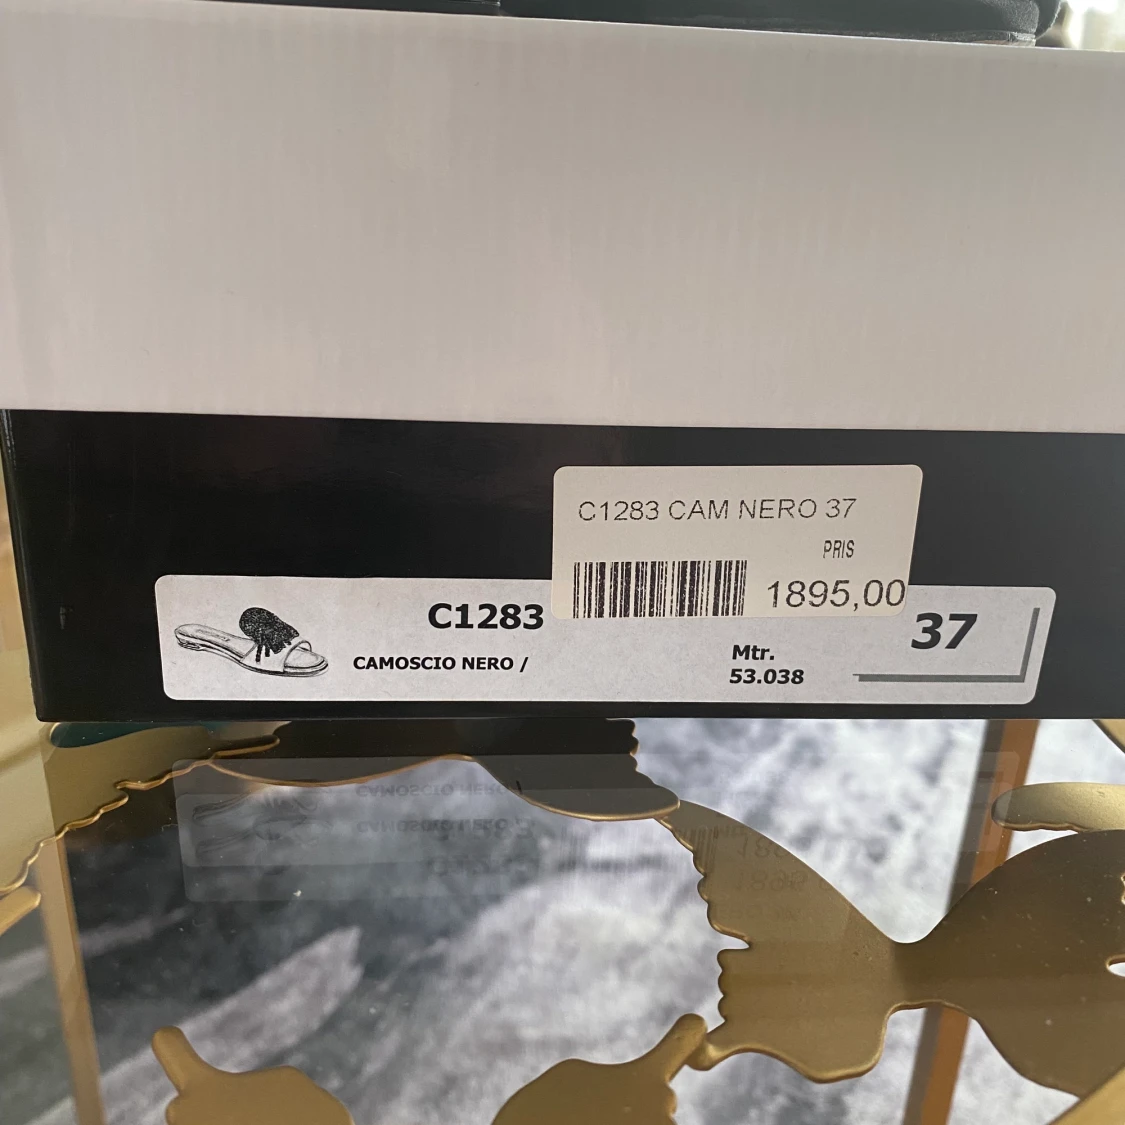 C1283 CAM NERO 37
PRIS
1895,00
C1283
CAMOSCIO NERO /
Mtr.
53.038
37